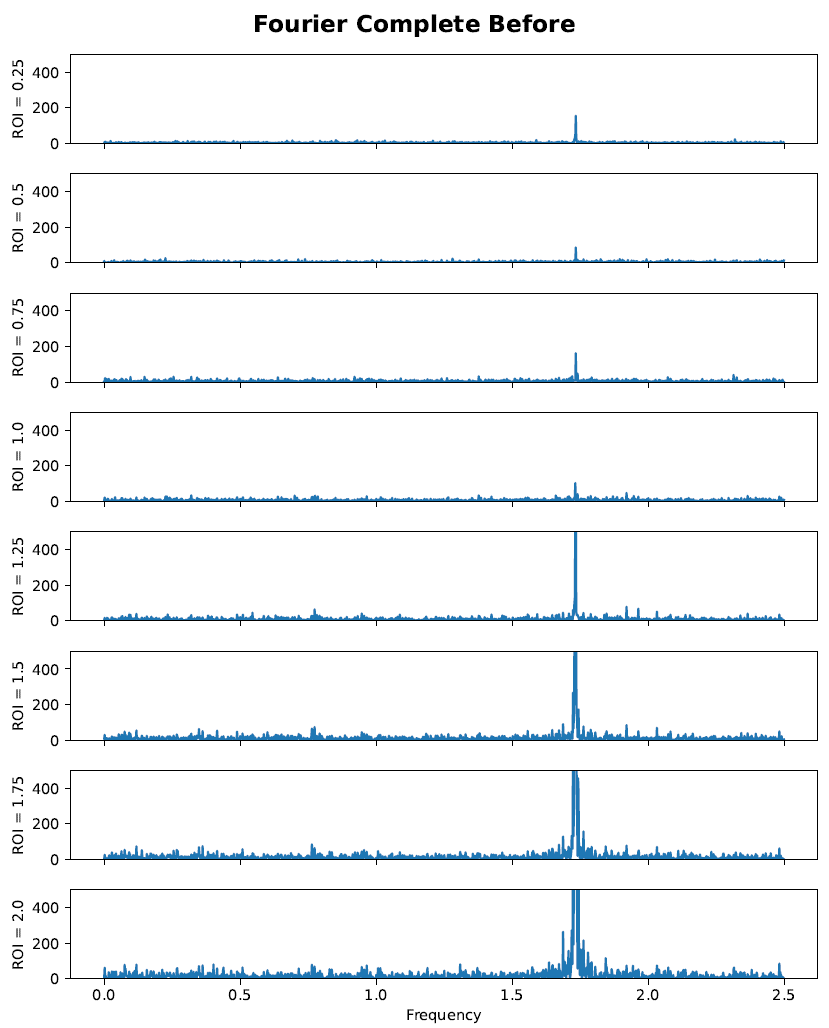 Fourier Complete Before
ROI = 0.25
400
200
0
ROI = 0.5
400
200
0
ROI = 0.75
400
200
0
ROI = 1.0
400
200
0
ROI = 1.25
400
200
0
ROI = 1.5
400
200
0
ROI = 1.75
400
200
0
ROI = 2.0
400
200
0
0.0 0.5 1.0 1.5 2.0 2.5
Frequency